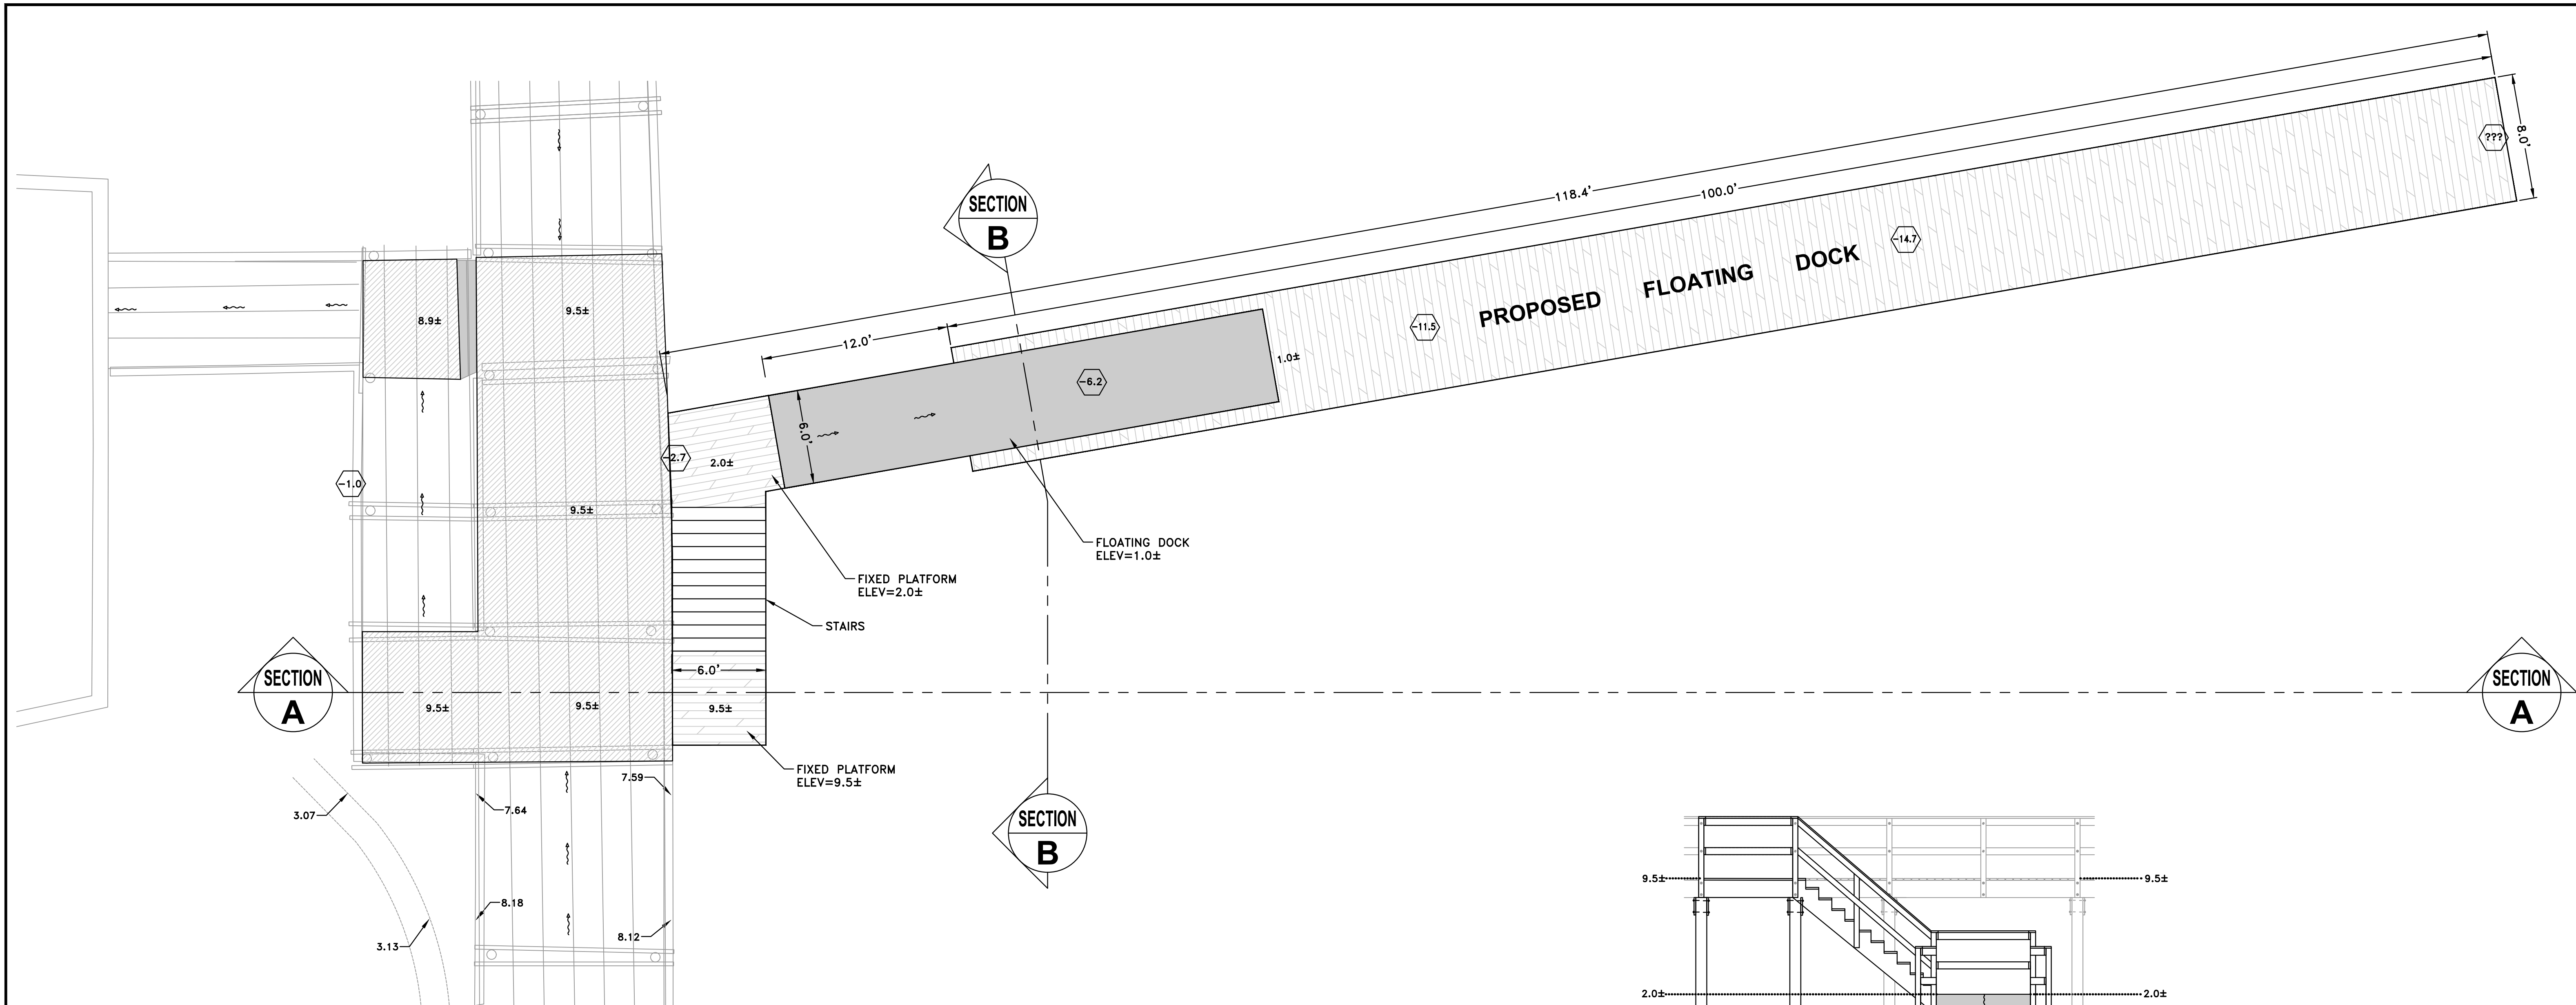 118.4'
100.0'
8.0'
???
-14.7
PROPOSED FLOATING DOCK
-11.5
SECTION
B
12.0'
1.0±
-6.2
6.0'
8.9±
9.5±
-2.7
2.0±
-1.0
9.5±
FLOATING DOCK
ELEV=1.0±
FIXED PLATFORM
ELEV=2.0±
STAIRS
6.0'
SECTION
A
9.5±
9.5±
9.5±
SECTION
A
FIXED PLATFORM
ELEV=9.5±
7.59
7.64
3.07
SECTION
B
8.18
8.12
3.13
9.5±
9.5±
2.0±
2.0±